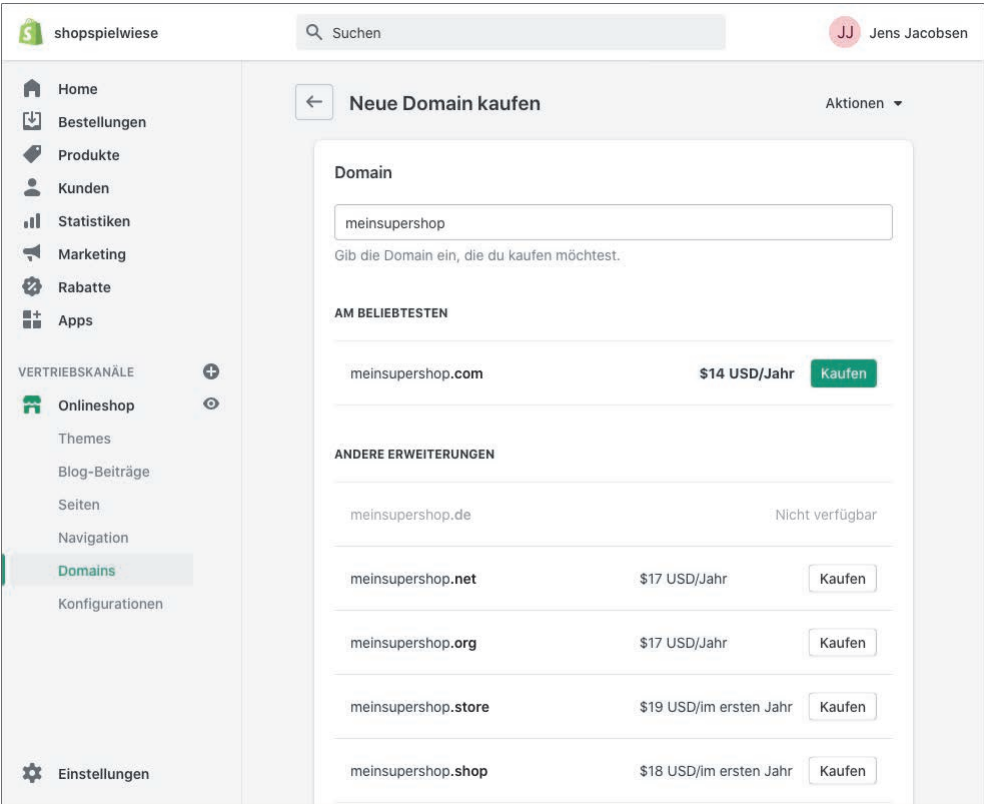 shopspielwiese
Suchen
JJ Jens Jacobsen
Home
Bestellungen
Produkte
Kunden
Statistiken
Marketing
Rabatte
Apps
VERTRIEBSKANÄLE
Onlineshop
Themes
Blog-Beiträge
Seiten
Navigation
Domains
Konfigurationen
Einstellungen
Neue Domain kaufen
Aktionen
Domain
meinsupershop
Gib die Domain ein, die du kaufen möchtest.
AM BELIEBTESTEN
meinsupershop.com $14 USD/Jahr Kaufen
ANDERE ERWEITERUNGEN
meinsupershop.de Nicht verfügbar
meinsupershop.net $17 USD/Jahr Kaufen
meinsupershop.org $17 USD/Jahr Kaufen
meinsupershop.store $19 USD/im ersten Jahr Kaufen
meinsupershop.shop $18 USD/im ersten Jahr Kaufen